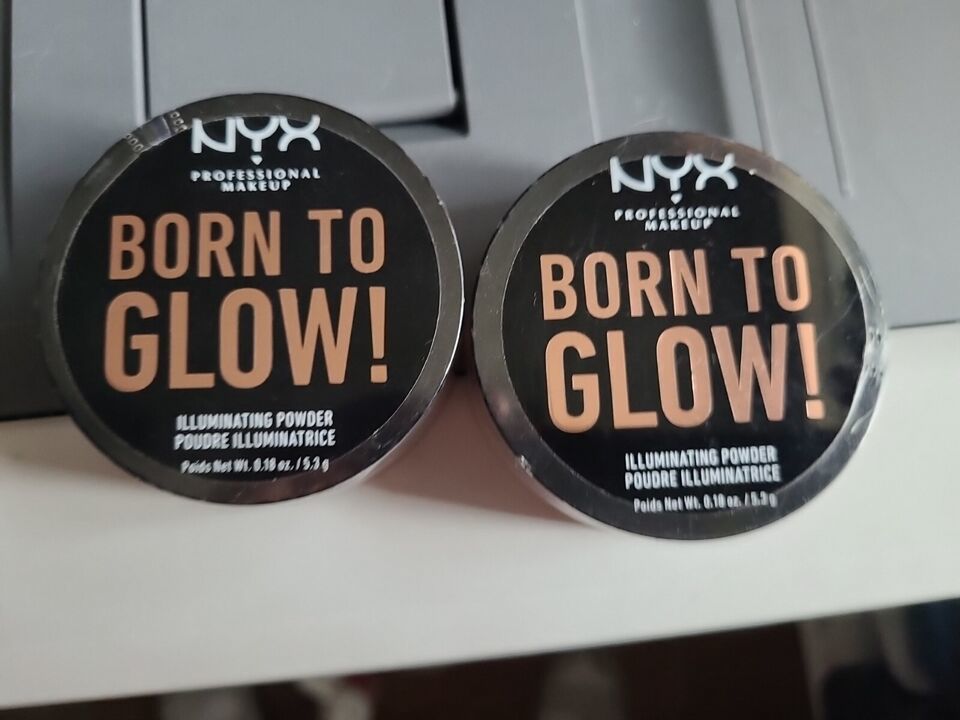 NYX
PROFESSIONAL
MAKEUP
BORN TO
GLOW!
ILLUMINATING POWDER
POUDRE ILLUMINATRICE
Poids Net Wt. 0.18 oz. / 5.3 g
NYX
PROFESSIONAL
MAKEUP
BORN TO
GLOW!
ILLUMINATING POWDER
POUDRE ILLUMINATRICE
Poids Net Wt. 0.18 oz. / 5.3 g